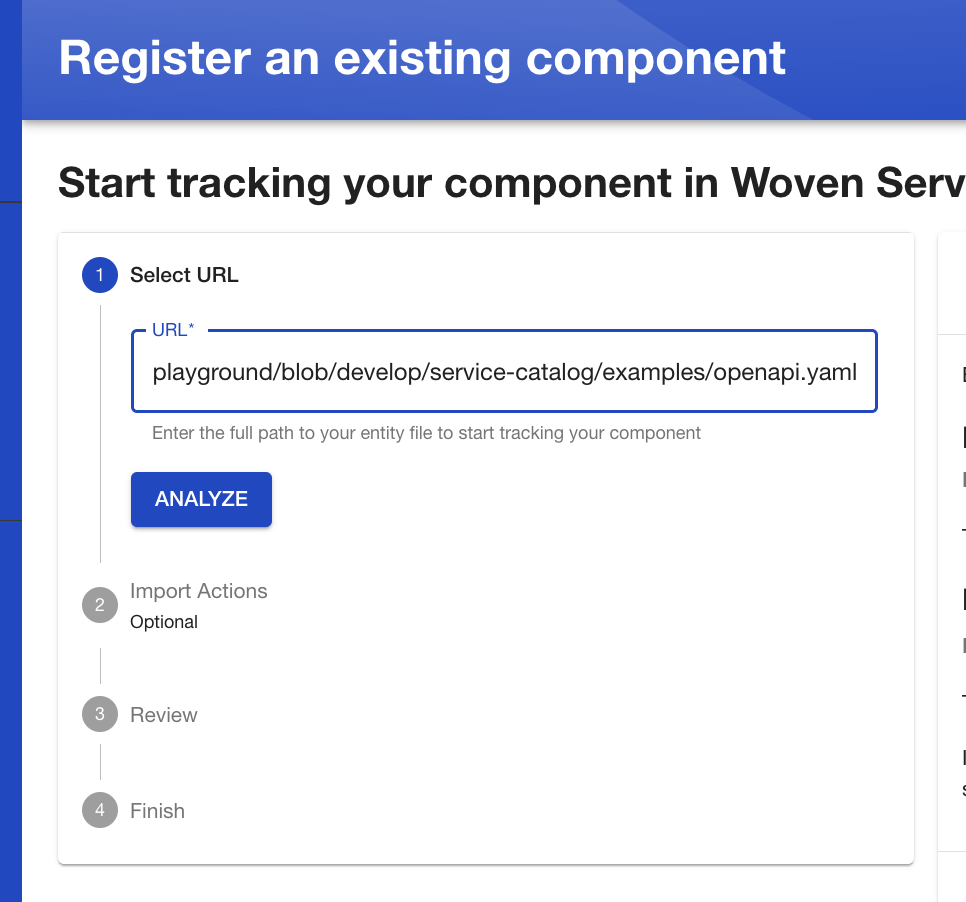 Register an existing component
Start tracking your component in Woven Serv
1 Select URL
URL*
playground/blob/develop/service-catalog/examples/openapi.yaml
Enter the full path to your entity file to start tracking your component
ANALYZE
2 Import Actions
Optional
3 Review
4 Finish